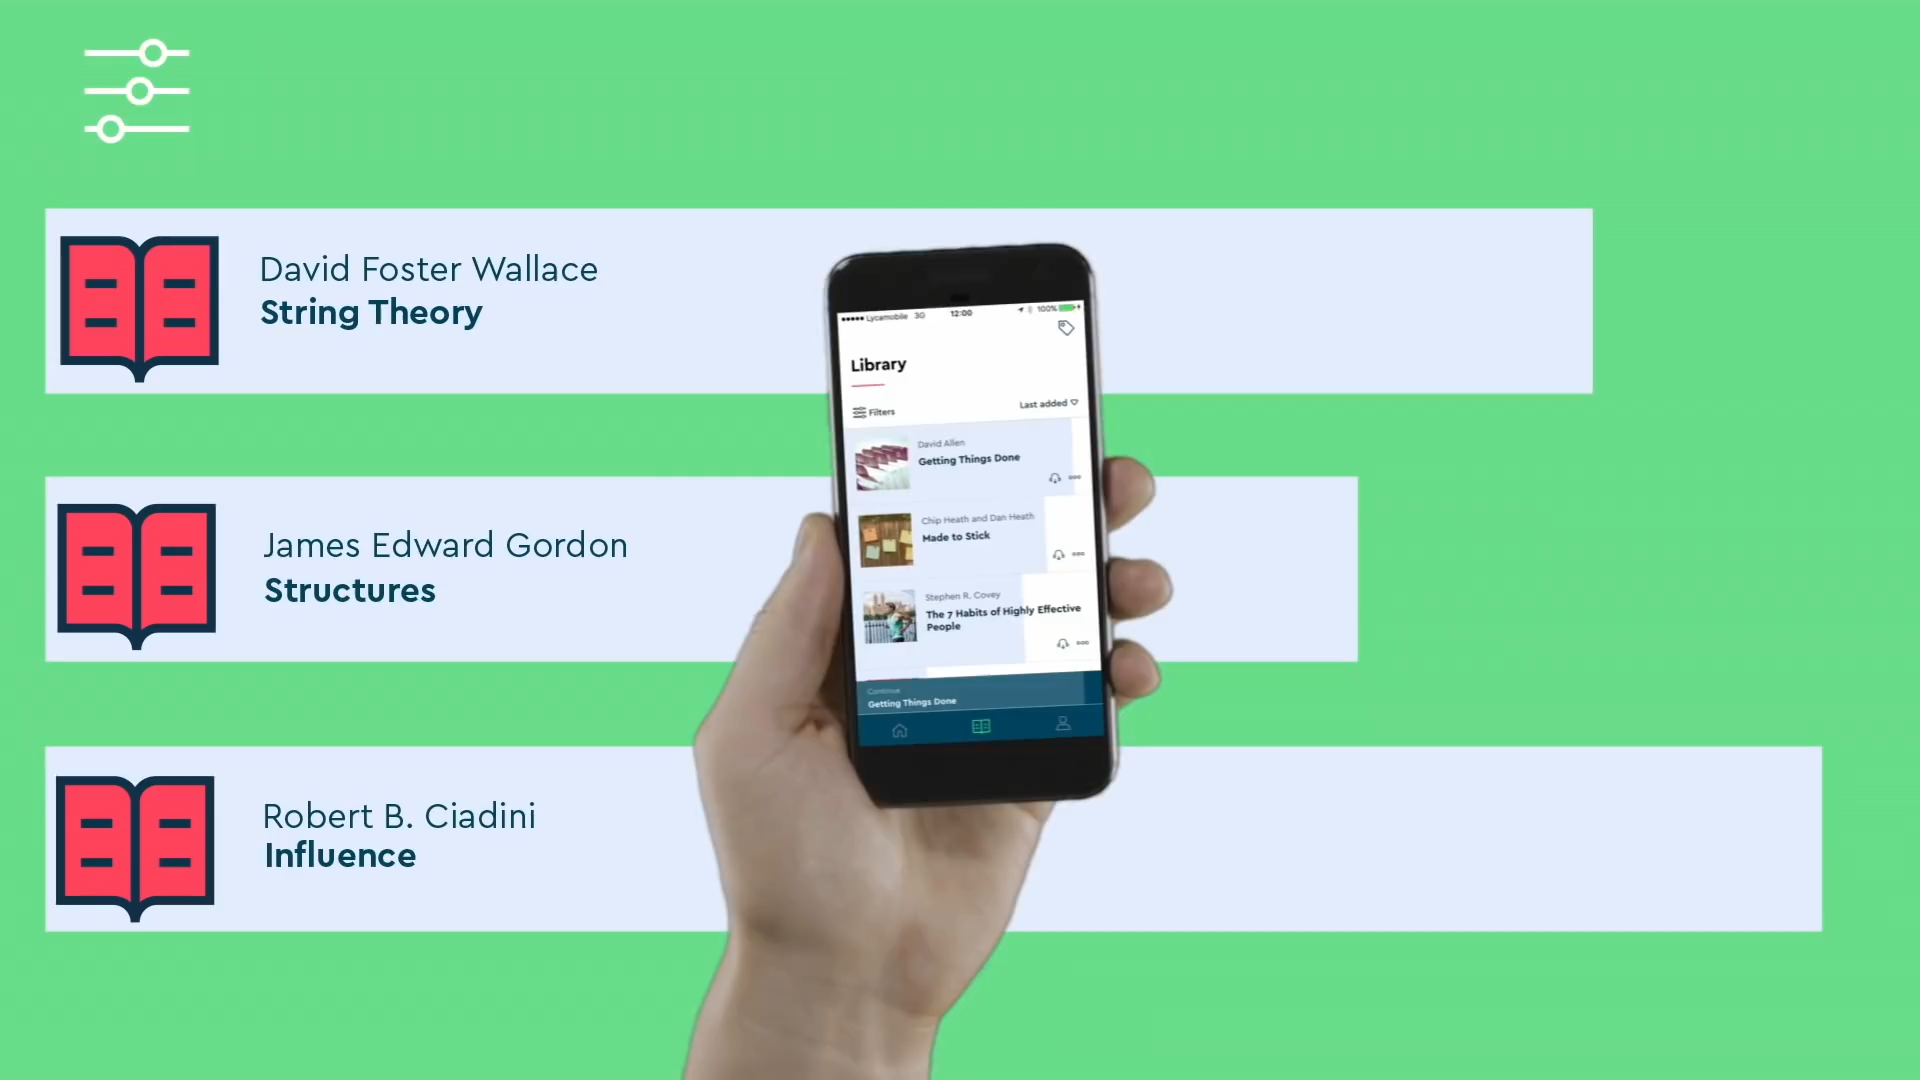 David Foster Wallace
String Theory
James Edward Gordon
Structures
Robert B. Ciadini
Influence
Lycamobile 3G 12:00 100%
Library
Filters Last added
David Allen
Getting Things Done
Chip Heath and Dan Heath
Made to Stick
Stephen R. Covey
The 7 Habits of Highly Effective
People
Continue
Getting Things Done